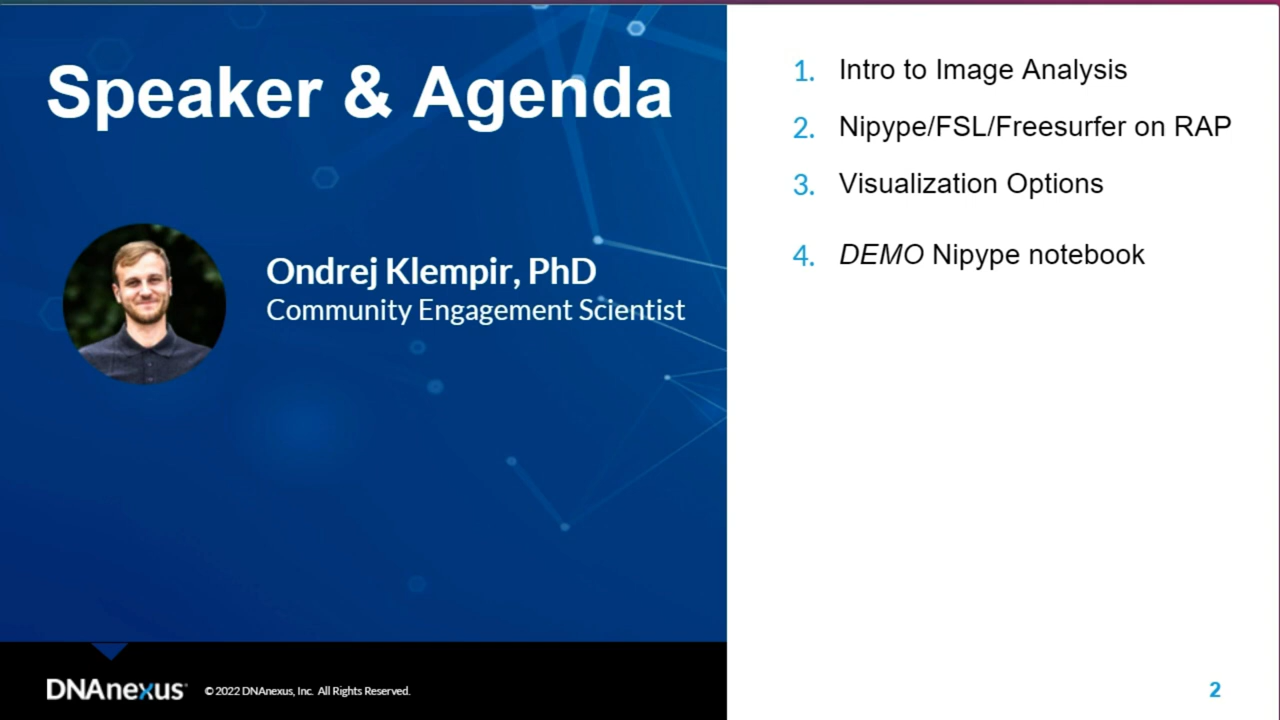 Speaker & Agenda
Ondrej Klempir, PhD
Community Engagement Scientist
1. Intro to Image Analysis
2. Nipype/FSL/Freesurfer on RAP
3. Visualization Options
4. DEMO Nipype notebook
DNAnexus © 2022 DNAnexus, Inc. All Rights Reserved.
2